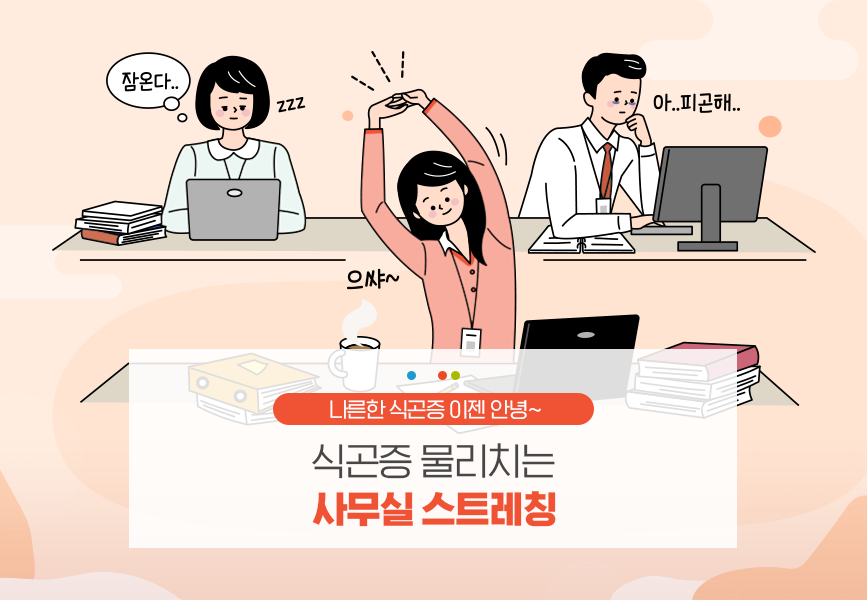 잠온다..
zzz
아..피곤해..
으쌰~
나른한 식곤증 이젠 안녕~
식곤증 물리치는
사무실 스트레칭